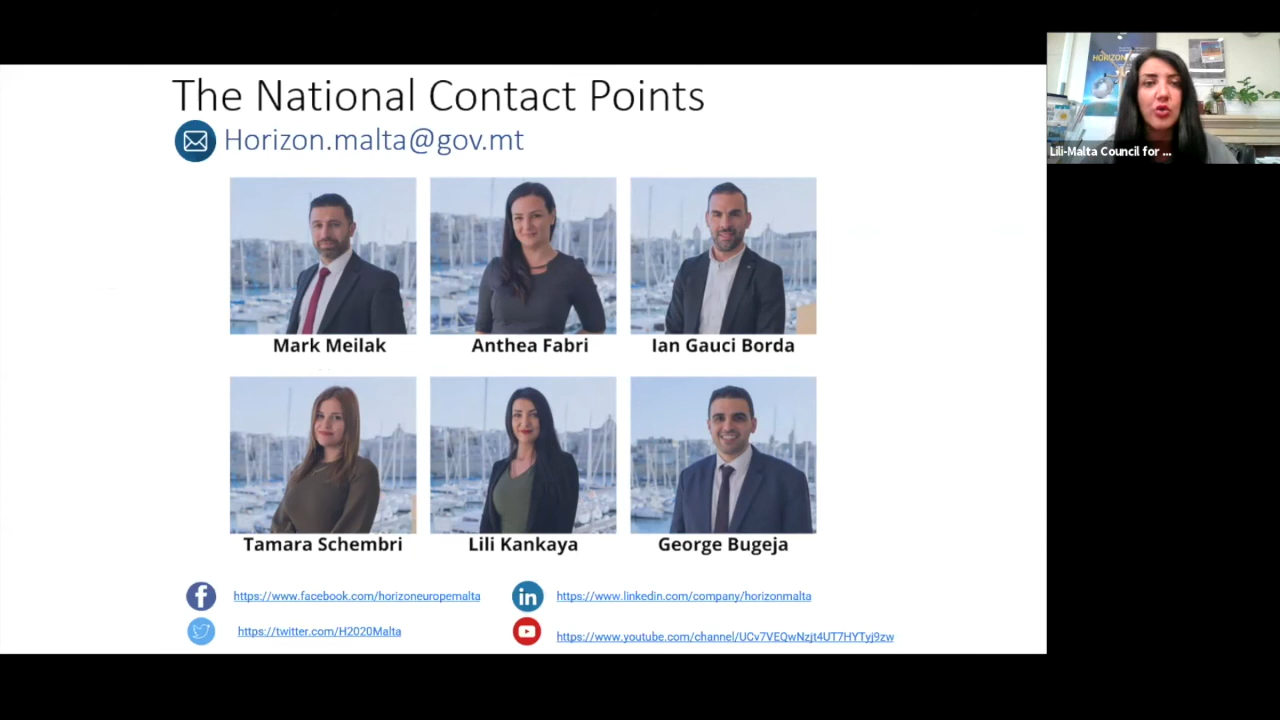 The National Contact Points
Horizon.malta@gov.mt
Mark Meilak
Anthea Fabri
Ian Gauci Borda
Tamara Schembri
Lili Kankaya
George Bugeja
https://www.facebook.com/horizoneuropemalta
https://www.linkedin.com/company/horizonmalta
https://twitter.com/H2020Malta
https://www.youtube.com/channel/UCv7VEQwNzjt4UT7HYTyj9zw
HORIZON
Lili-Malta Council for ...